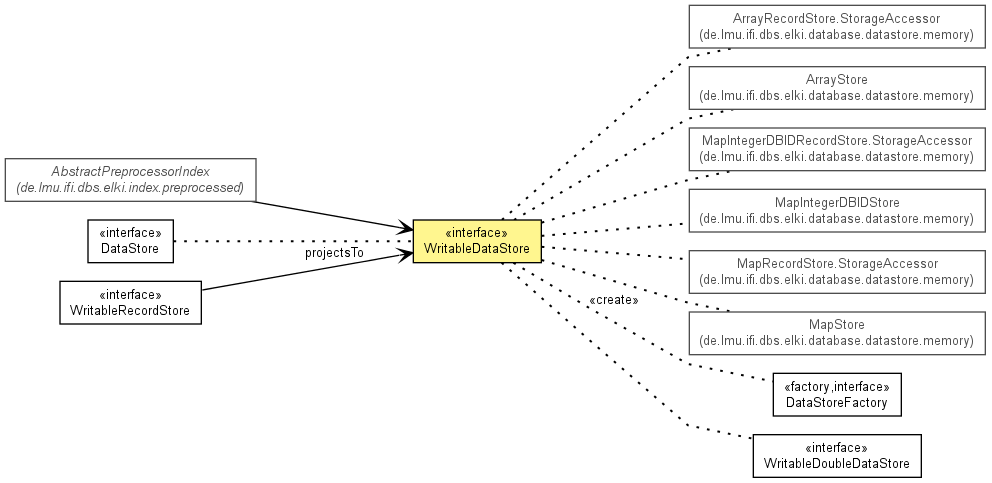 ArrayRecordStore.StorageAccessor
(de.lmu.ifi.dbs.elki.database.datastore.memory)
ArrayStore
(de.lmu.ifi.dbs.elki.database.datastore.memory)
MapIntegerDBIDRecordStore.StorageAccessor
(de.lmu.ifi.dbs.elki.database.datastore.memory)
AbstractPreprocessorIndex
(de.lmu.ifi.dbs.elki.index.preprocessed)
MapIntegerDBIDStore
(de.lmu.ifi.dbs.elki.database.datastore.memory)
«interface»
DataStore
«interface»
WritableDataStore
projectsTo
MapRecordStore.StorageAccessor
(de.lmu.ifi.dbs.elki.database.datastore.memory)
«interface»
WritableRecordStore
«create»
MapStore
(de.lmu.ifi.dbs.elki.database.datastore.memory)
«factory,interface»
DataStoreFactory
«interface»
WritableDoubleDataStore